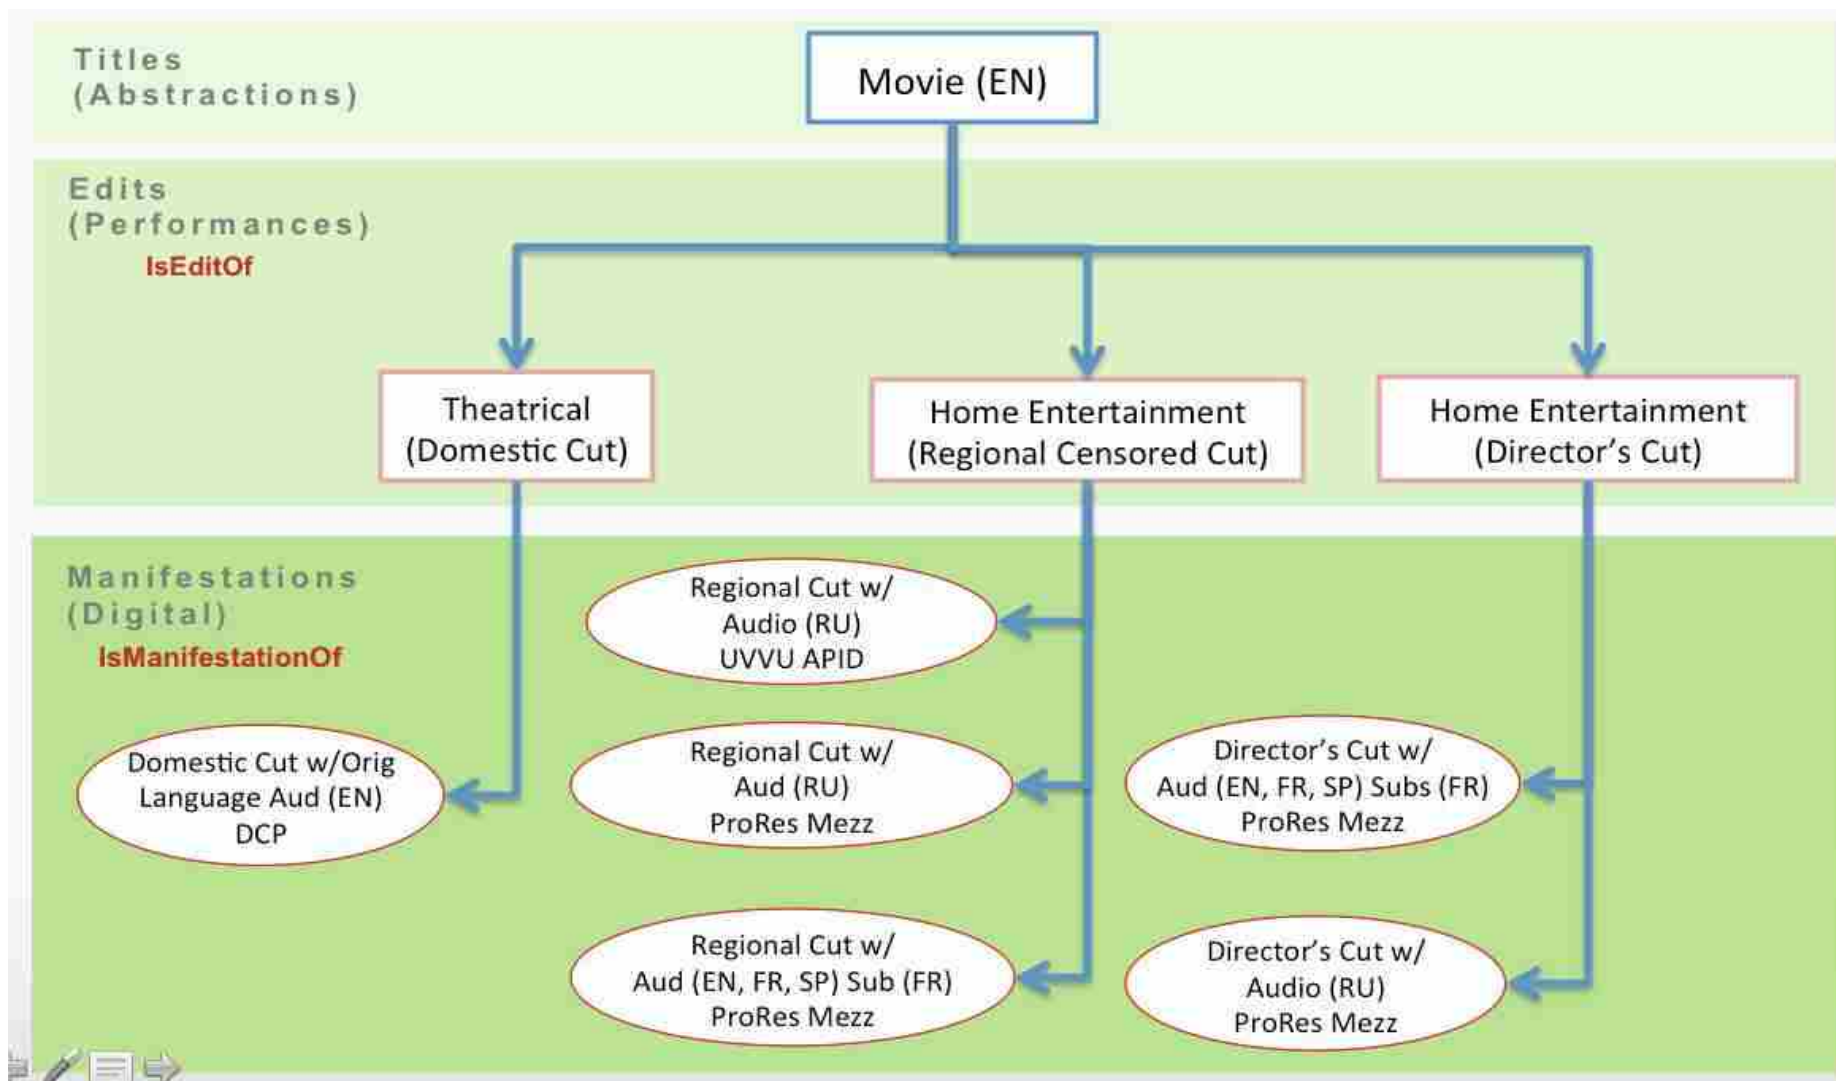 Titles
(Abstractions)
Movie (EN)
Edits
(Performances)
IsEditOf
Theatrical
(Domestic Cut)
Home Entertainment
(Regional Censored Cut)
Home Entertainment
(Director's Cut)
Manifestations
(Digital)
IsManifestationOf
Domestic Cut w/Orig
Language Aud (EN)
DCP
Regional Cut w/
Audio (RU)
UVVU APID
Regional Cut w/
Aud (RU)
ProRes Mezz
Regional Cut w/
Aud (EN, FR, SP) Sub (FR)
ProRes Mezz
Director's Cut w/
Aud (EN, FR, SP) Subs (FR)
ProRes Mezz
Director's Cut w/
Audio (RU)
ProRes Mezz